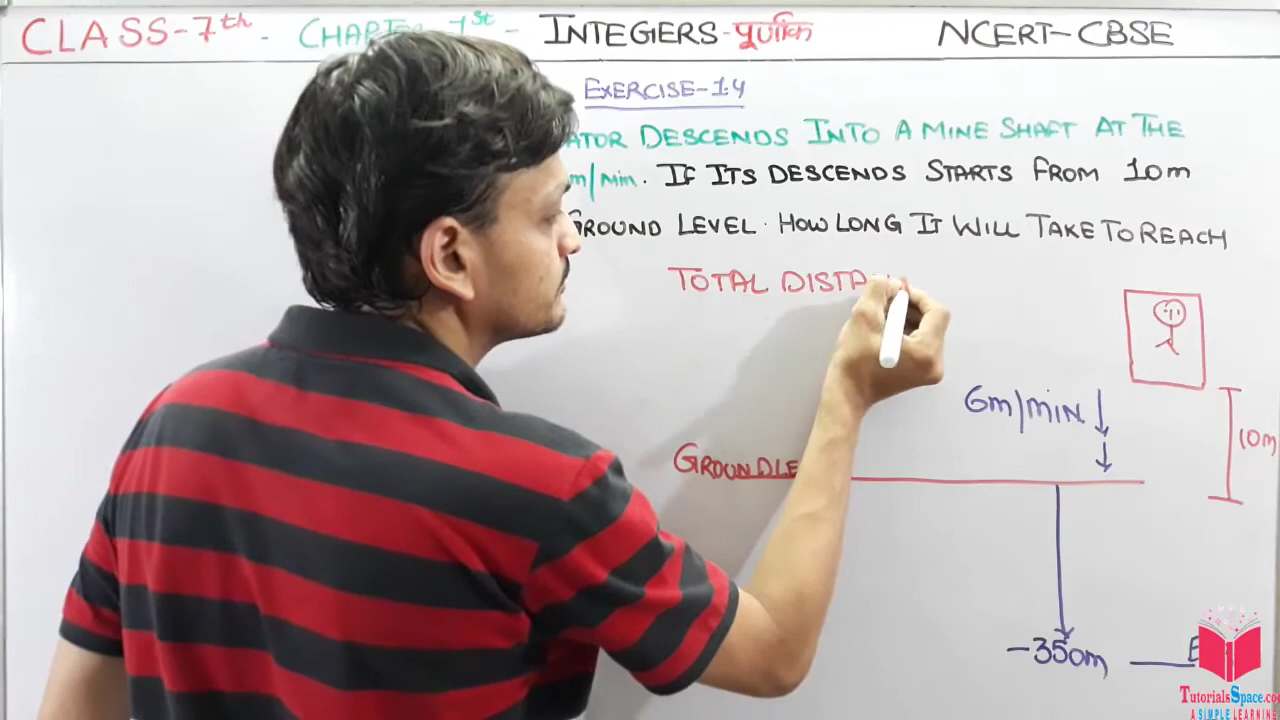 CLASS-7th - CHAPTER-1st - INTEGERS-पूर्णांक NCERT-CBSE
EXERCISE-1.4
ATOR DESCENDS INTO A MINE SHAFT AT THE
m/min. IF ITS DESCENDS STARTS FROM 10m
GROUND LEVEL. HOW LONG IT WILL TAKE TO REACH
TOTAL DISTA
6m/min.
GROUNDLE
10m
-350m
TutorialsSpace.co
A SIMPLE LEARNING